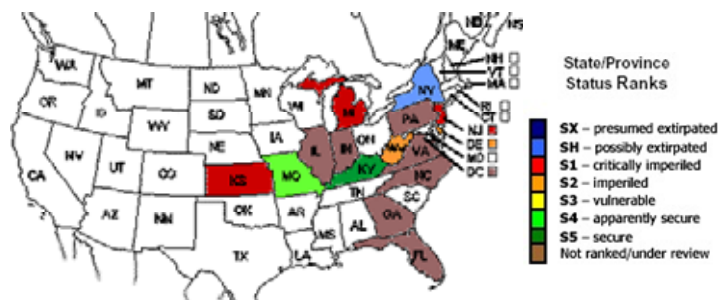 ND
NS
ME
NH
VT
MA
WA
MT
ND
MN
OR
ID
SD
WI
MI
NY
RI
CT
WY
IA
PA
NJ
NE
OH
DE
NV
UT
CO
IL
IN
WV
MD
VA
DC
CA
KS
MO
KY
NC
TN
AZ
NM
OK
AR
SC
MS
AL
GA
TX
LA
FL
State/Province
Status Ranks
SX – presumed extirpated
SH – possibly extirpated
S1 – critically imperiled
S2 – imperiled
S3 – vulnerable
S4 – apparently secure
S5 – secure
Not ranked/under review